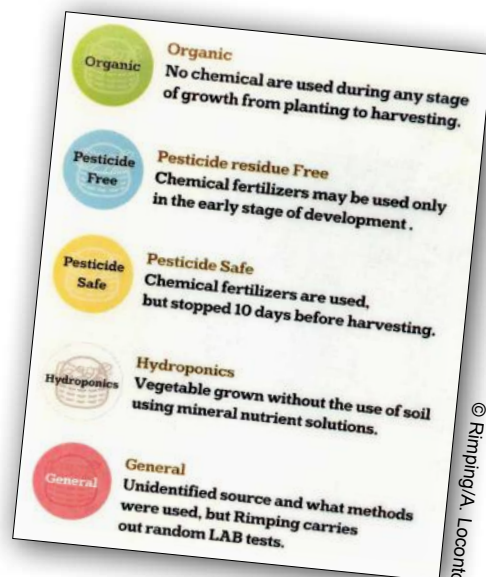 Organic
Organic
No chemical are used during any stage
of growth from planting to harvesting.
Pesticide
Free
Pesticide residue Free
Chemical fertilizers may be used only
in the early stage of development .
Pesticide
Safe
Pesticide Safe
Chemical fertilizers are used,
but stopped 10 days before harvesting.
Hydroponics
Hydroponics
Vegetable grown without the use of soil
using mineral nutrient solutions.
General
General
Unidentified source and what methods
were used, but Rimping carries
out random LAB tests.
© Rimping/A. Loconto